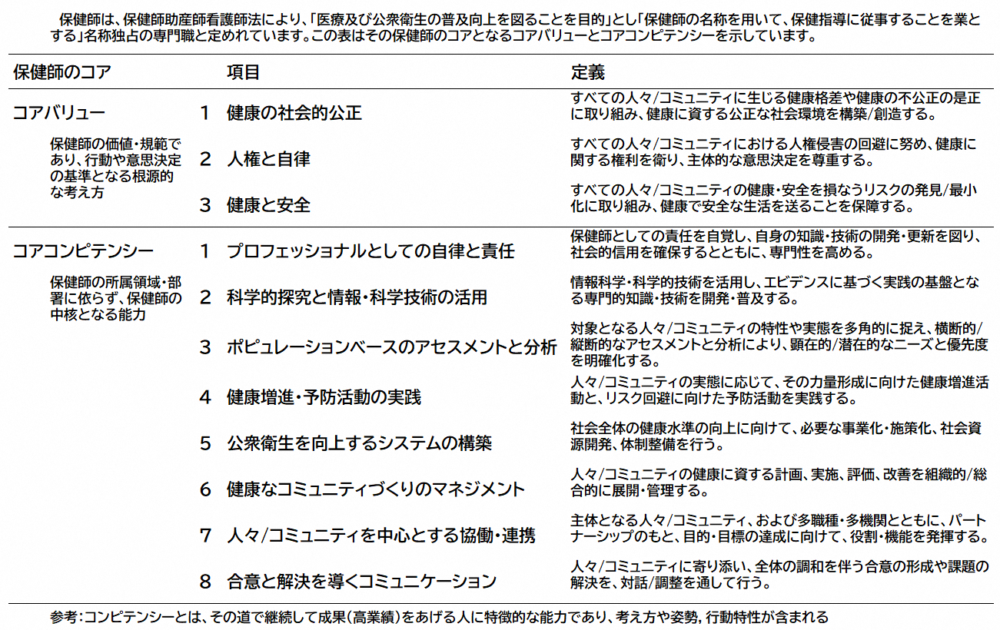 保健師は、保健師助産師看護師法により、「医療及び公衆衛生の普及向上を図ることを目的」とし「保健師の名称を用いて、保健指導に従事することを業と
する」名称独占の専門職と定めれています。この表はその保健師のコアとなるコアバリューとコアコンピテンシーを示しています。
保健師のコア 項目 定義
コアバリュー
保健師の価値・規範で
あり、行動や意思決定
の基準となる根源的
な考え方
1 健康の社会的公正
すべての人々/コミュニティに生じる健康格差や健康の不公正の是正
に取り組み、健康に資する公正な社会環境を構築/創造する。
2 人権と自律
すべての人々/コミュニティにおける人権侵害の回避に努め、健康に
関する権利を衛り、主体的な意思決定を尊重する。
3 健康と安全
すべての人々/コミュニティの健康・安全を損なうリスクの発見/最小
化に取り組み、健康で安全な生活を送ることを保障する。
コアコンピテンシー
保健師の所属領域・部
署に依らず、保健師の
中核となる能力
1 プロフェッショナルとしての自律と責任
保健師としての責任を自覚し、自身の知識・技術の開発・更新を図り、
社会的信用を確保するとともに、専門性を高める。
2 科学的探究と情報・科学技術の活用
情報科学・科学的技術を活用し、エビデンスに基づく実践の基盤とな
る専門的知識・技術を開発・普及する。
3 ポピュレーションベースのアセスメントと分析
対象となる人々/コミュニティの特性や実態を多角的に捉え、横断的/
縦断的なアセスメントと分析により、顕在的/潜在的なニーズと優先度
を明確化する。
4 健康増進・予防活動の実践
人々/コミュニティの実態に応じて、その力量形成に向けた健康増進活
動と、リスク回避に向けた予防活動を実践する。
5 公衆衛生を向上するシステムの構築
社会全体の健康水準の向上に向けて、必要な事業化・施策化、社会資
源開発、体制整備を行う。
6 健康なコミュニティづくりのマネジメント
人々/コミュニティの健康に資する計画、実施、評価、改善を組織的/総
合的に展開・管理する。
7 人々/コミュニティを中心とする協働・連携
主体となる人々/コミュニティ、および多職種・多機関とともに、パート
ナーシップのもと、目的・目標の達成に向けて、役割・機能を発揮する。
8 合意と解決を導くコミュニケーション
人々/コミュニティに寄り添い、全体の調和を伴う合意の形成や課題の
解決を、対話/調整を通して行う。
参考：コンピテンシーとは、その道で継続して成果（高業績）をあげる人に特徴的な能力であり、考え方や姿勢，行動特性が含まれる